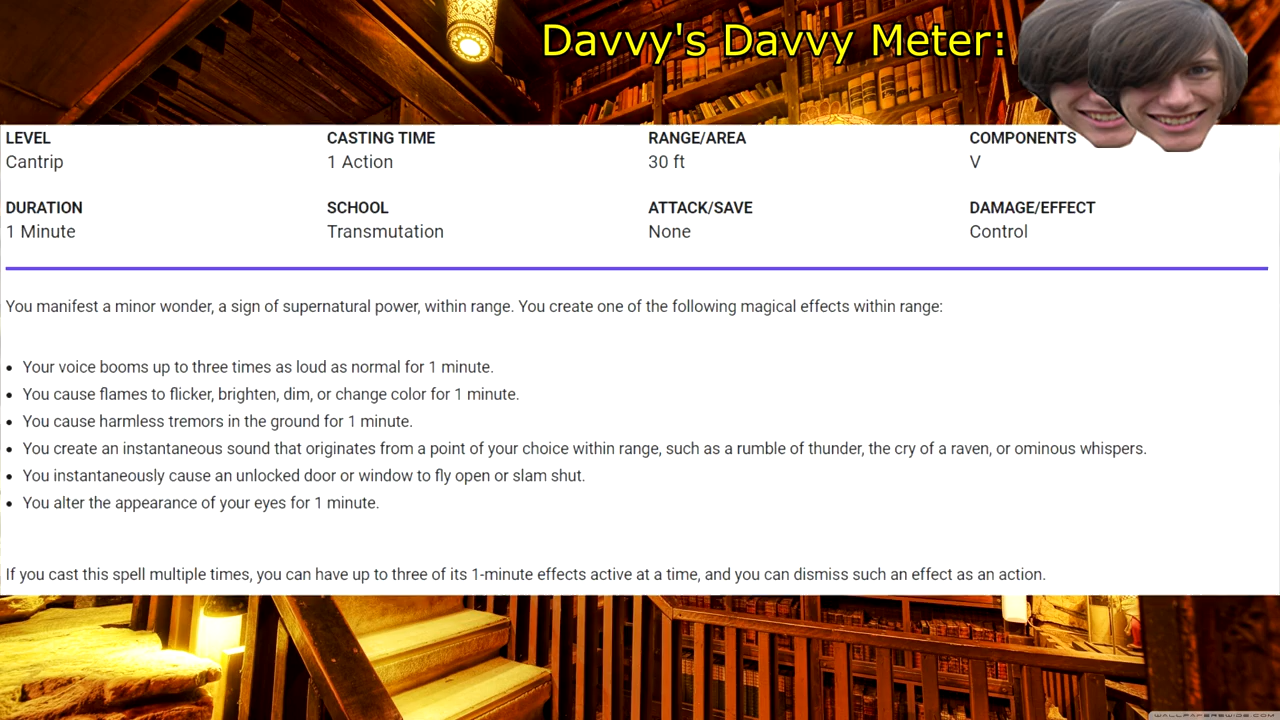 Davvy's Davvy Meter:
LEVEL CASTING TIME RANGE/AREA COMPONENTS
Cantrip 1 Action 30 ft V
DURATION SCHOOL ATTACK/SAVE DAMAGE/EFFECT
1 Minute Transmutation None Control
You manifest a minor wonder, a sign of supernatural power, within range. You create one of the following magical effects within range:
• Your voice booms up to three times as loud as normal for 1 minute.
• You cause flames to flicker, brighten, dim, or change color for 1 minute.
• You cause harmless tremors in the ground for 1 minute.
• You create an instantaneous sound that originates from a point of your choice within range, such as a rumble of thunder, the cry of a raven, or ominous whispers.
• You instantaneously cause an unlocked door or window to fly open or slam shut.
• You alter the appearance of your eyes for 1 minute.
If you cast this spell multiple times, you can have up to three of its 1-minute effects active at a time, and you can dismiss such an effect as an action.
WALLPAPERSWIDE.COM